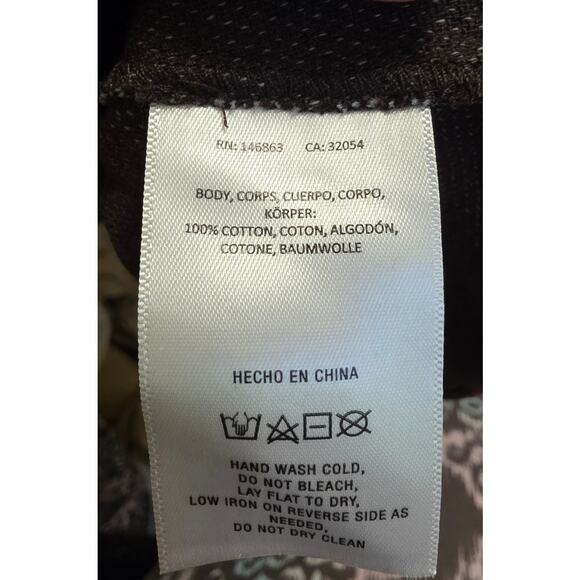 RN: 146863 CA: 32054
BODY, CORPS, CUERPO, CORPO,
KÖRPER:
100% COTTON, COTON, ALGODÓN,
COTONE, BAUMWOLLE
HECHO EN CHINA
HAND WASH COLD,
DO NOT BLEACH,
LAY FLAT TO DRY,
LOW IRON ON REVERSE SIDE AS
NEEDED,
DO NOT DRY CLEAN